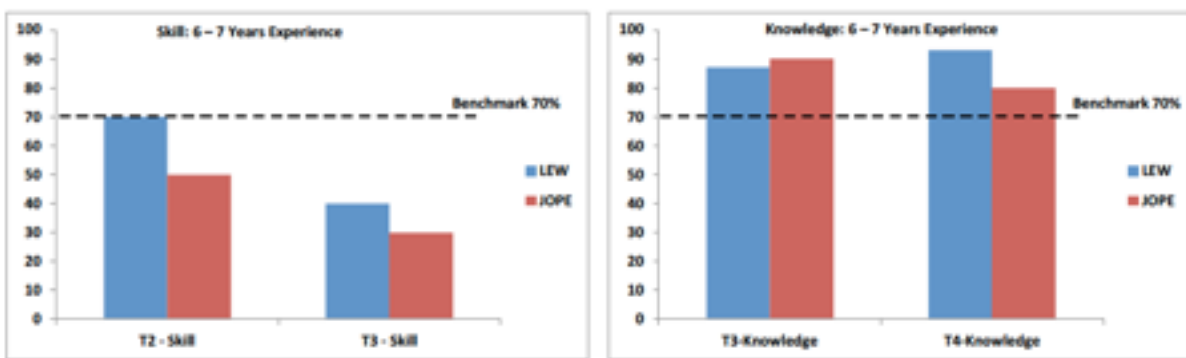 Skill: 6 – 7 Years Experience
100
90
80
70
60
50
40
30
20
10
0
Benchmark 70%
LEW
JOPE
T2 - Skill
T3 - Skill
Knowledge: 6 – 7 Years Experience
100
90
80
70
60
50
40
30
20
10
0
Benchmark 70%
LEW
JOPE
T3-Knowledge
T4-Knowledge